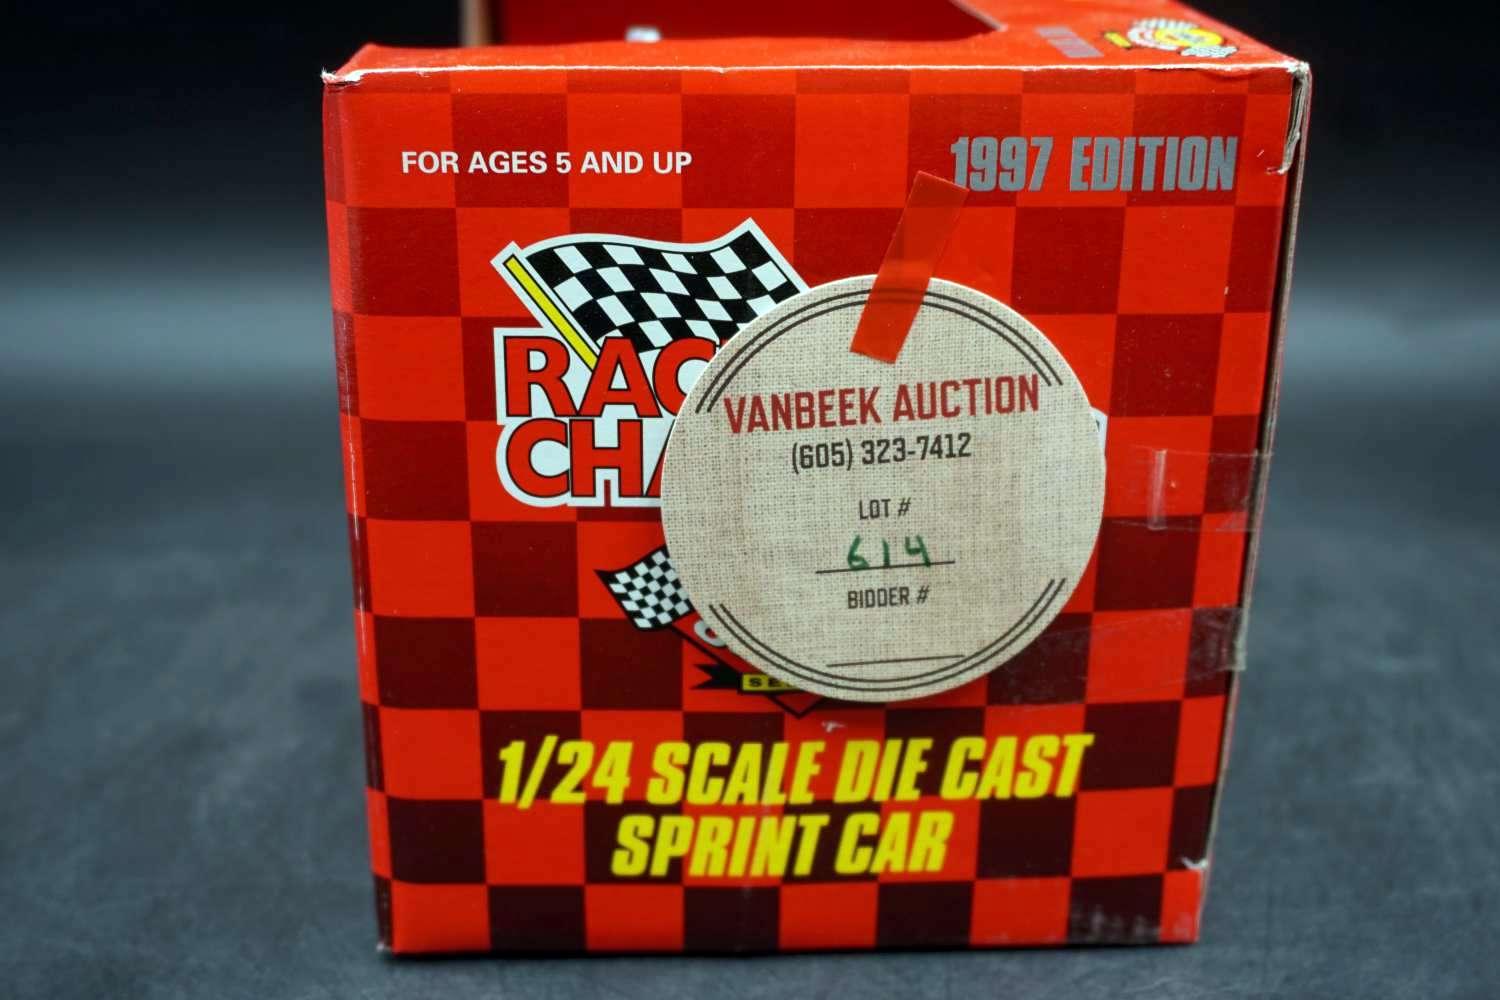 FOR AGES 5 AND UP
1997 EDITION
VANBEEK AUCTION
(605) 323-7412
LOT #
614
BIDDER #
1/24 SCALE DIE CAST
SPRINT CAR